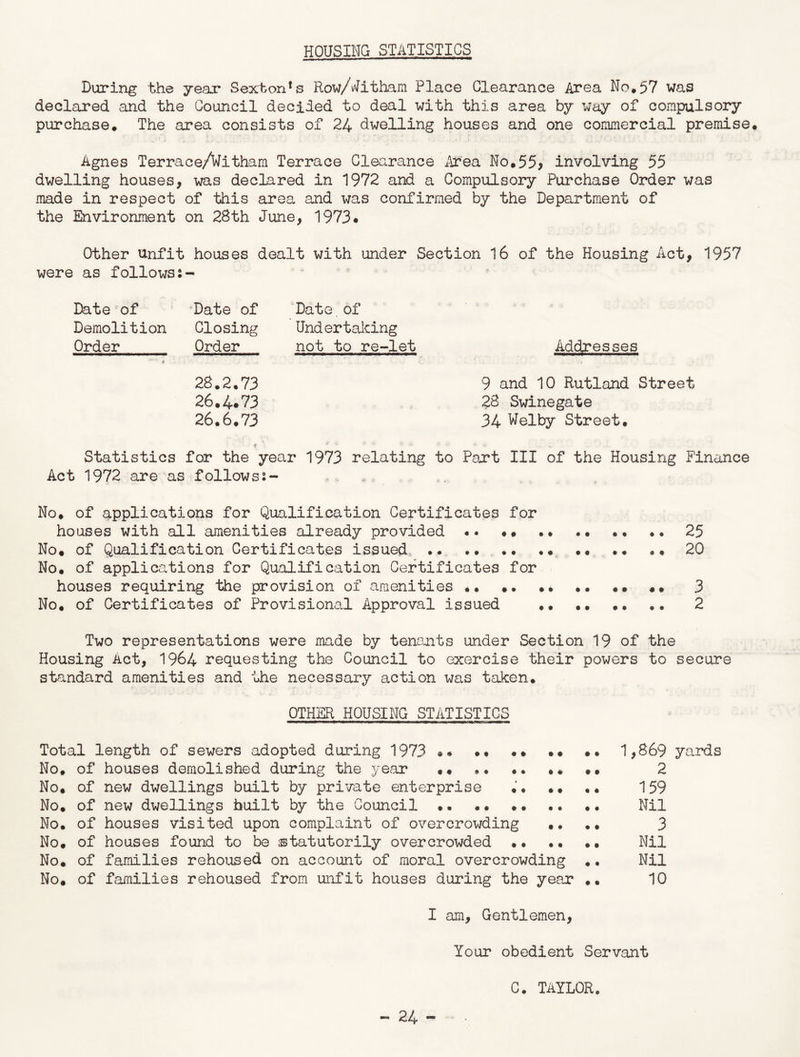 HOUSING STATISTICS
During the year Sexton's Row/Witham Place Clearance Area No.57 was
declared and the Council decided to deal with this area by way of compulsory
purchase. The area consists of 24 dwelling houses and one commercial premise.
Agnes Terrace/Witham Terrace Clearance Area No.55, involving 55
dwelling houses, was declared in 1972 and a Compulsory Purchase Order was
made in respect of this area and was confirmed by the Department of
the Environment on 28th June, 1973.
Other Unfit houses dealt with under Section 16 of the Housing Act, 1957
were as follows:-
Date of Date of Date of
Demolition Closing Undertaking
Order Order not to re-let Addresses
28.2.73 9 and 10 Rutland Street
26.4.73 28 Swinegate
26.6.73 34 Welby Street.
Statistics for the year 1973 relating to Part III of the Housing Finance
Act 1972 are as follows:-
No. of applications for Qualification Certificates for
houses with all amenities already provided .. .. .. .. .. .. 25
No. of Qualification Certificates issued .. .. .. .. .. .. .. 20
No. of applications for Qualification Certificates for
houses requiring the provision of amenities .. .. .. .. .. .. 3
No. of Certificates of Provisional Approval issued .. .. .. .. 2
Two representations were made by tenants under Section 19 of the
Housing Act, 1964 requesting the Council to exercise their powers to secure
standard amenities and the necessary action was taken.
OTHER HOUSING STATISTICS
Total length of sewers adopted during 1973 .. .. .. .. .. 1,869 yards
No. of houses demolished during the year .. .. .. .. .. 2
No. of new dwellings built by private enterprise .. .. .. 159
No. of new dwellings built by the Council .. .. .. .. .. Nil
No. of houses visited upon complaint of overcrowding .. .. 3
No. of houses found to be statutorily overcrowded .. .. .. Nil
No. of families rehoused on account of moral overcrowding .. Nil
No. of families rehoused from unfit houses during the year .. 10
I am, Gentlemen,
Your obedient Servant
C. TAYLOR.
- 24 -